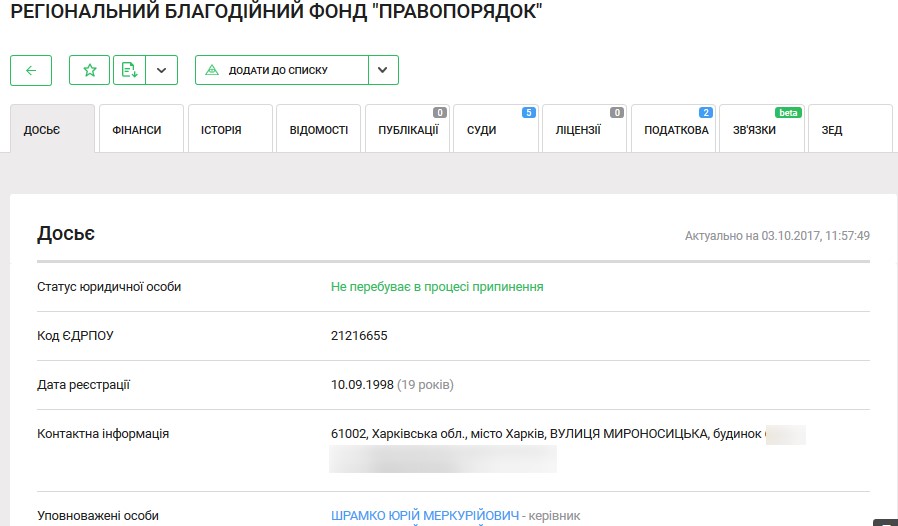 РЕГІОНАЛЬНИЙ БЛАГОДІЙНИЙ ФОНД "ПРАВОПОРЯДОК"
ДОДАТИ ДО СПИСКУ
ДОСЬЄ ФІНАНСИ ІСТОРІЯ ВІДОМОСТІ ПУБЛІКАЦІЇ 0 СУДИ 5 ЛІЦЕНЗІЇ 0 ПОДАТКОВА 2 ЗВ'ЯЗКИ beta ЗЕД
Досьє Актуально на 03.10.2017, 11:57:49
Статус юридичної особи Не перебуває в процесі припинення
Код ЄДРПОУ 21216655
Дата реєстрації 10.09.1998 (19 років)
Контактна інформація 61002, Харківська обл., місто Харків, ВУЛИЦЯ МИРОНОСИЦЬКА, будинок
Уповноважені особи ШРАМКО ЮРІЙ МЕРКУРІЙОВИЧ - керівник